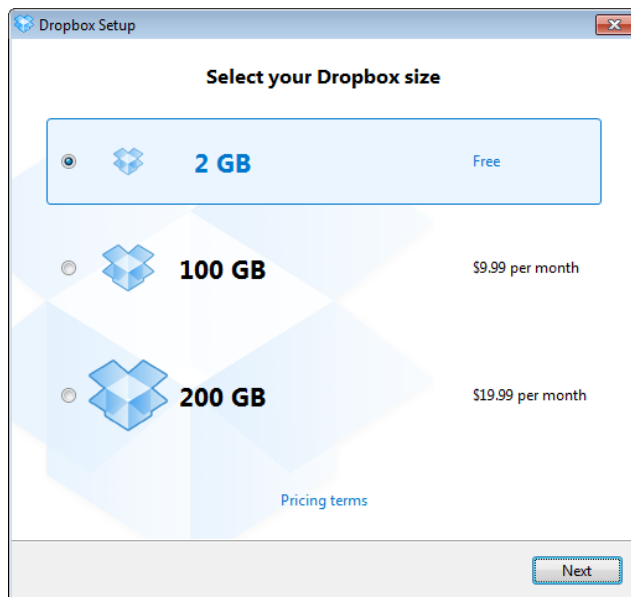 Dropbox Setup
Select your Dropbox size
2 GB Free
100 GB $9.99 per month
200 GB $19.99 per month
Pricing terms
Next